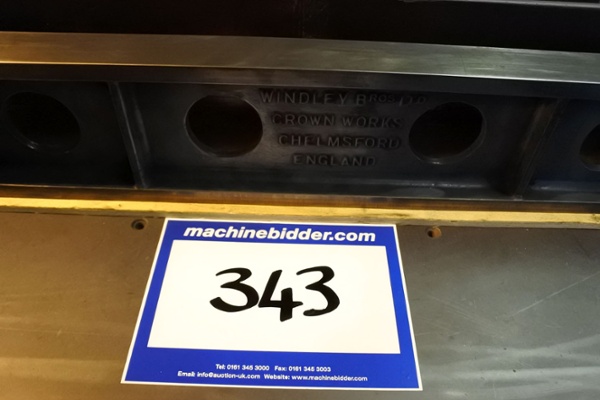 WINDLEY BROS
CROWN WORKS
CHELMSFORD
ENGLAND
machinebidder.com
343
Tel: 0161 345 3000 Fax: 0161 345 3003
Email: info@auction-uk.com Website: www.machinebidder.com